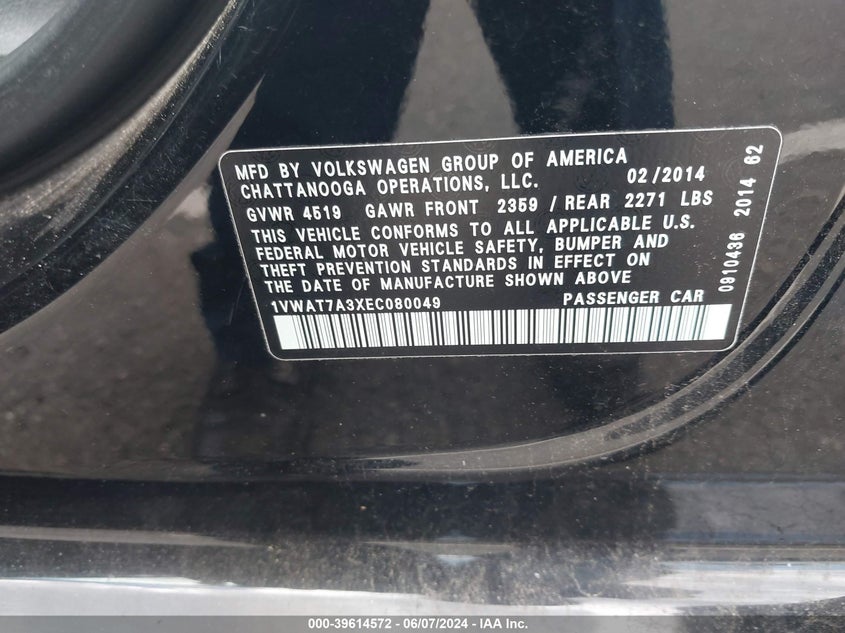 MFD BY VOLKSWAGEN GROUP OF AMERICA
CHATTANOOGA OPERATIONS, LLC. 02/2014
GVWR 4519 GAWR FRONT 2359 / REAR 2271 LBS
THIS VEHICLE CONFORMS TO ALL APPLICABLE U.S.
FEDERAL MOTOR VEHICLE SAFETY, BUMPER AND
THEFT PREVENTION STANDARDS IN EFFECT ON
THE DATE OF MANUFACTURE SHOWN ABOVE
1VWAT7A3XEC080049 PASSENGER CAR
0910436 2014 62
000-39614572 - 06/07/2024 - IAA Inc.